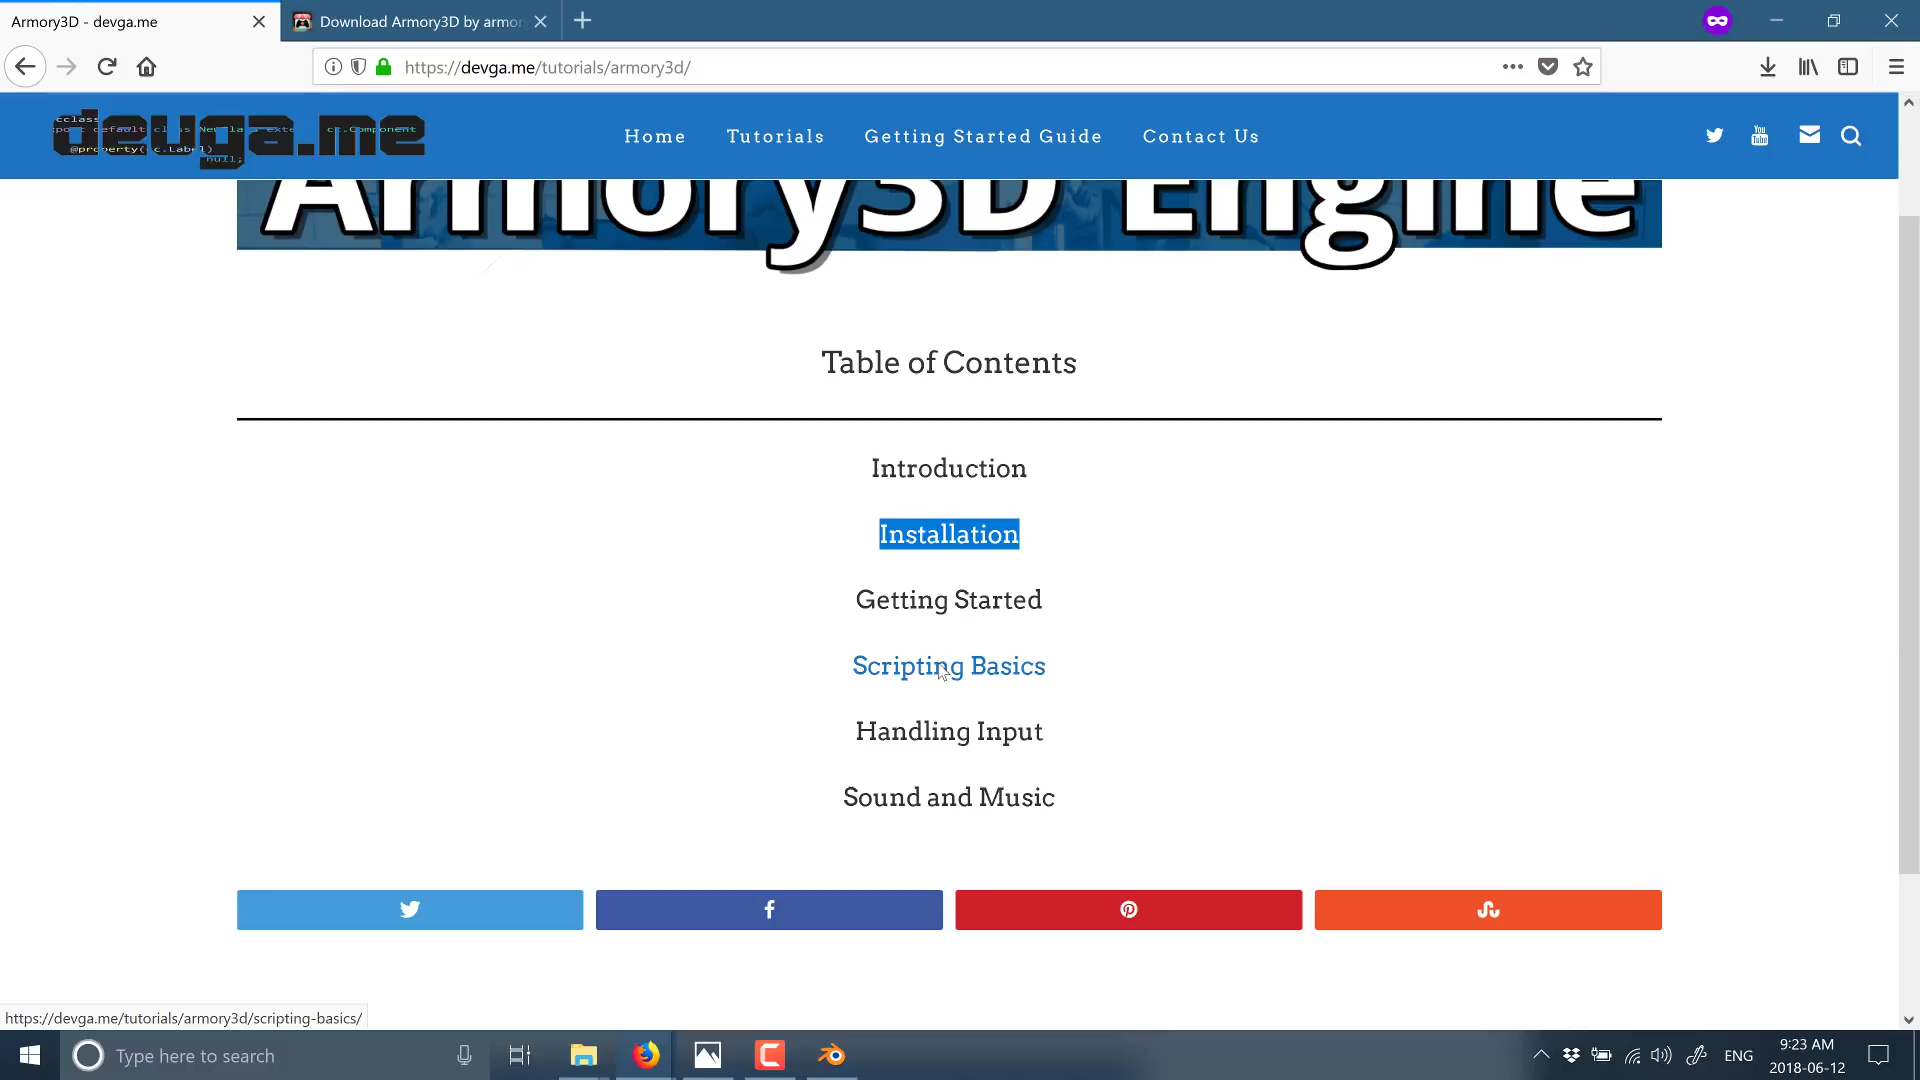 Armory3D - devga.me
Download Armory3D by armor
https://devga.me/tutorials/armory3d/
devga.me
Home
Tutorials
Getting Started Guide
Contact Us
Armory3D Engine
Table of Contents
Introduction
Installation
Getting Started
Scripting Basics
Handling Input
Sound and Music
https://devga.me/tutorials/armory3d/scripting-basics/
Type here to search
ENG
9:23 AM
2018-06-12